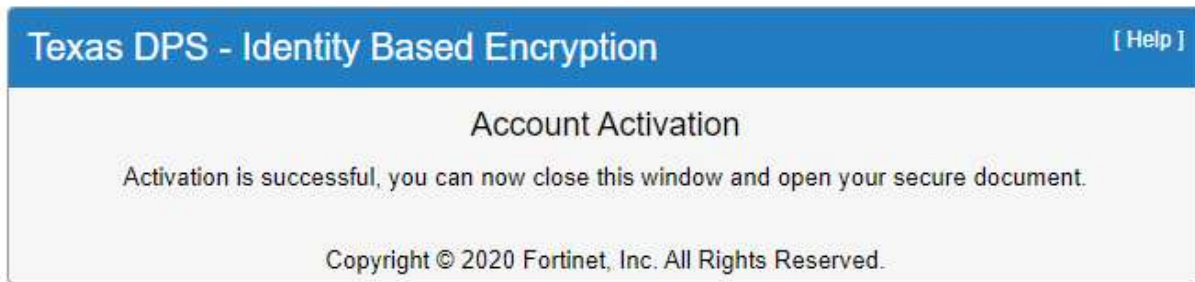 Texas DPS - Identity Based Encryption
[ Help ]
Account Activation
Activation is successful, you can now close this window and open your secure document.
Copyright © 2020 Fortinet, Inc. All Rights Reserved.